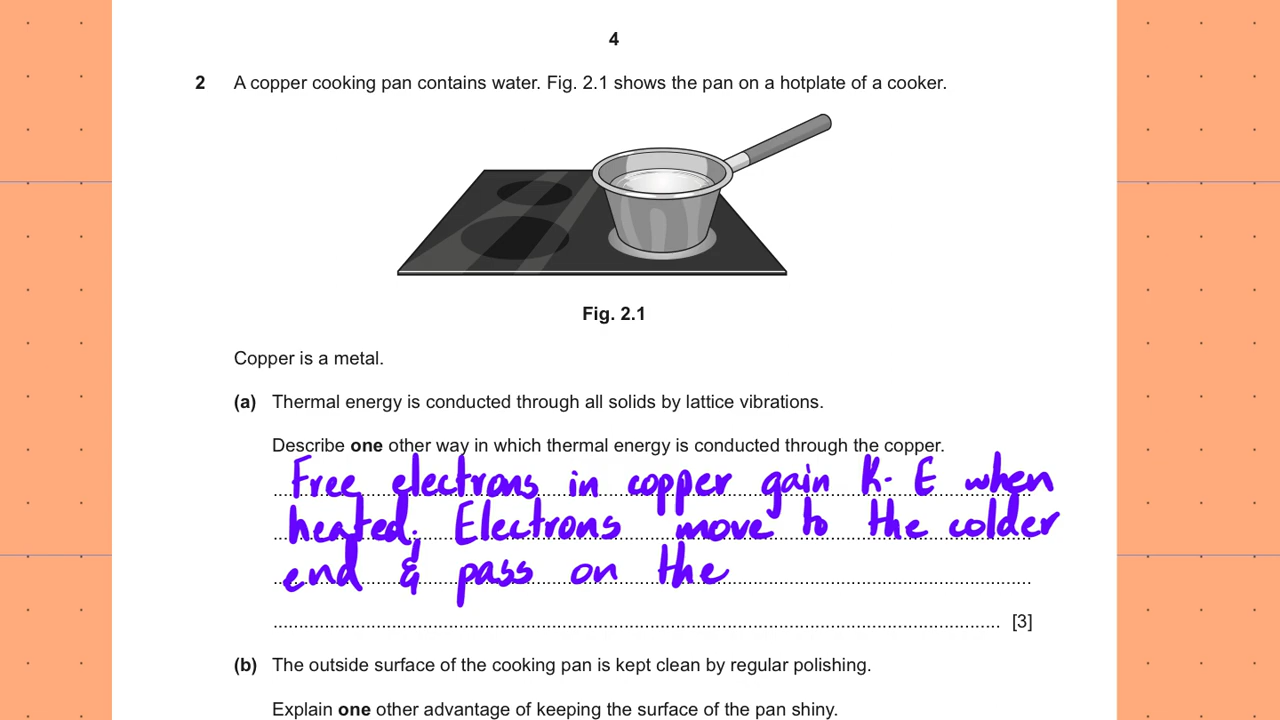 4
2 A copper cooking pan contains water. Fig. 2.1 shows the pan on a hotplate of a cooker.
Fig. 2.1
Copper is a metal.
(a) Thermal energy is conducted through all solids by lattice vibrations.
Describe one other way in which thermal energy is conducted through the copper.
Free electrons in copper gain K. E when
heated; Electrons move to the colder
end & pass on the
[3]
(b) The outside surface of the cooking pan is kept clean by regular polishing.
Explain one other advantage of keeping the surface of the pan shiny.